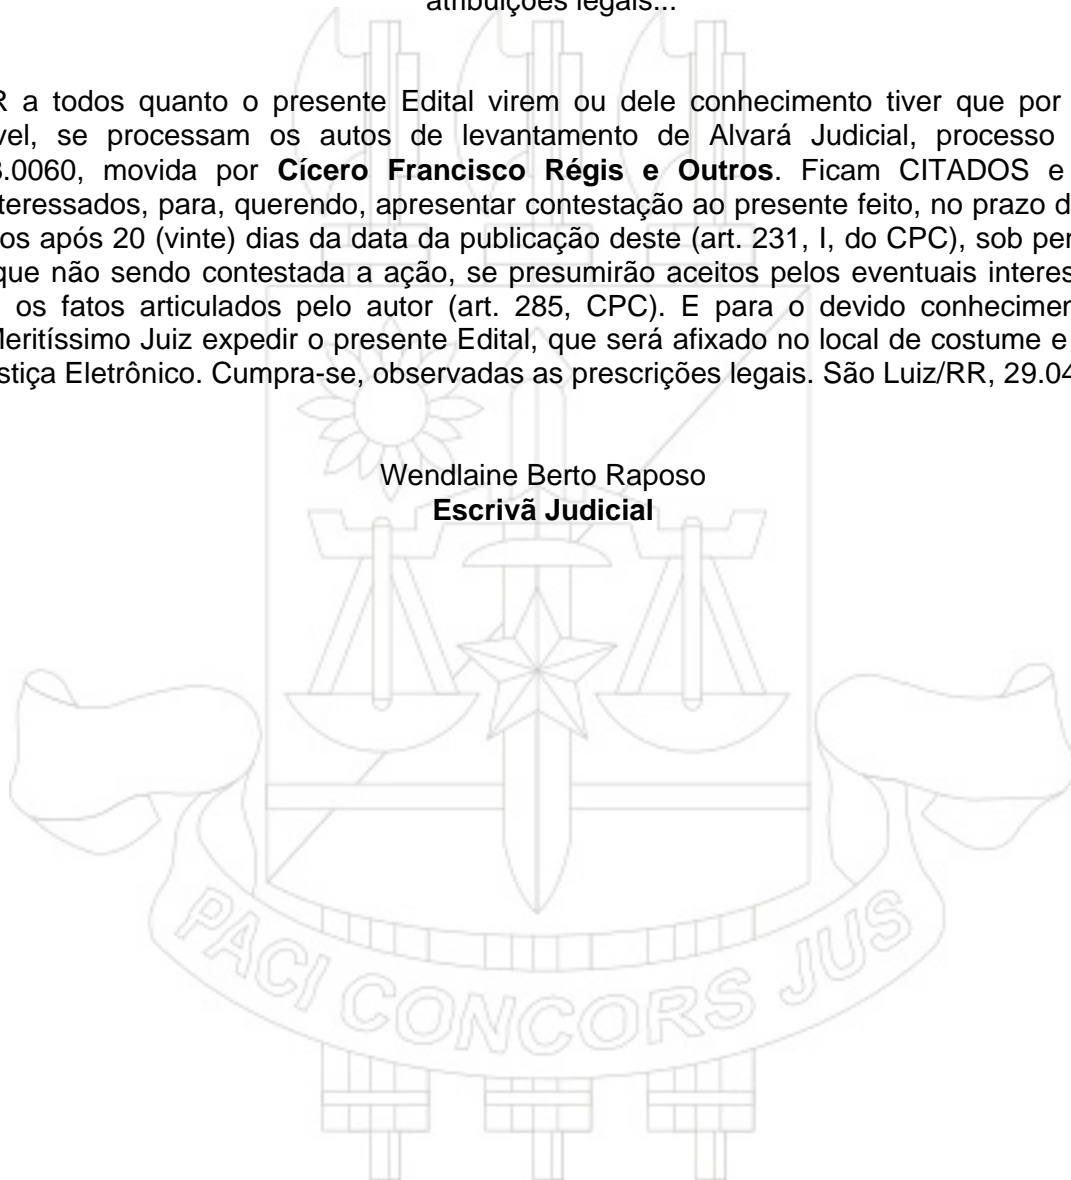 atribuições legais...
R a todos quanto o presente Edital virem ou dele conhecimento tiver que por
vel, se processam os autos de levantamento de Alvará Judicial, processo
.0060, movida por Cícero Francisco Régis e Outros. Ficam CITADOS e
teressados, para, querendo, apresentar contestação ao presente feito, no prazo d
os após 20 (vinte) dias da data da publicação deste (art. 231, I, do CPC), sob per
que não sendo contestada a ação, se presumirão aceitos pelos eventuais interes
os fatos articulados pelo autor (art. 285, CPC). E para o devido conhecimen
Meritíssimo Juiz expedir o presente Edital, que será afixado no local de costume e
stiça Eletrônico. Cumpra-se, observadas as prescrições legais. São Luiz/RR, 29.04
Wendlaine Berto Raposo
Escrivã Judicial
PACI CONCORS JUS